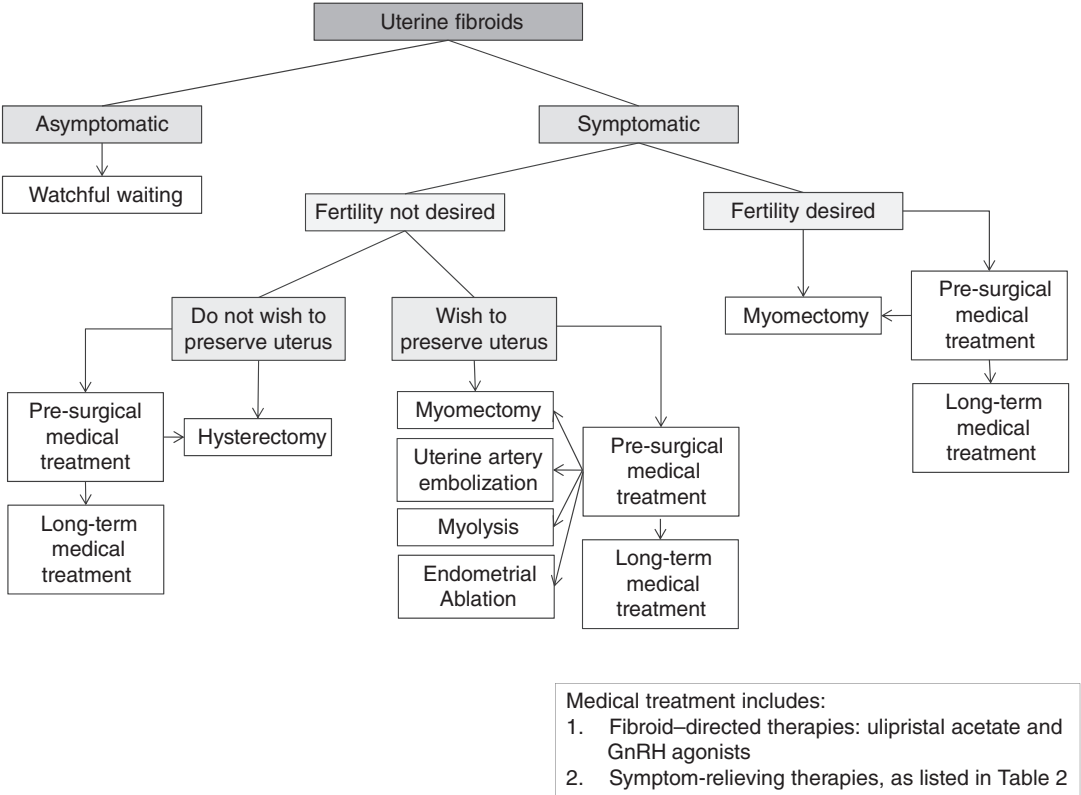 Uterine fibroids
Asymptomatic
Symptomatic
Watchful waiting
Fertility not desired
Fertility desired
Do not wish to
preserve uterus
Wish to
preserve uterus
Pre-surgical
medical
treatment
Myomectomy
Pre-surgical
medical
treatment
Hysterectomy
Long-term
medical
treatment
Myomectomy
Uterine artery
embolization
Myolysis
Endometrial
Ablation
Pre-surgical
medical
treatment
Long-term
medical
treatment
Long-term
medical
treatment
Medical treatment includes:
1. Fibroid–directed therapies: ulipristal acetate and
GnRH agonists
2. Symptom-relieving therapies, as listed in Table 2